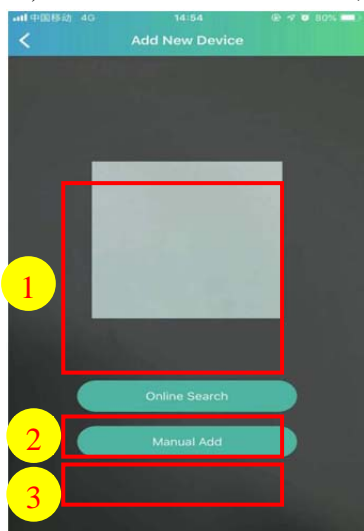 中国移动 4G 14:54 80%
Add New Device
1
Online Search
2
Manual Add
3